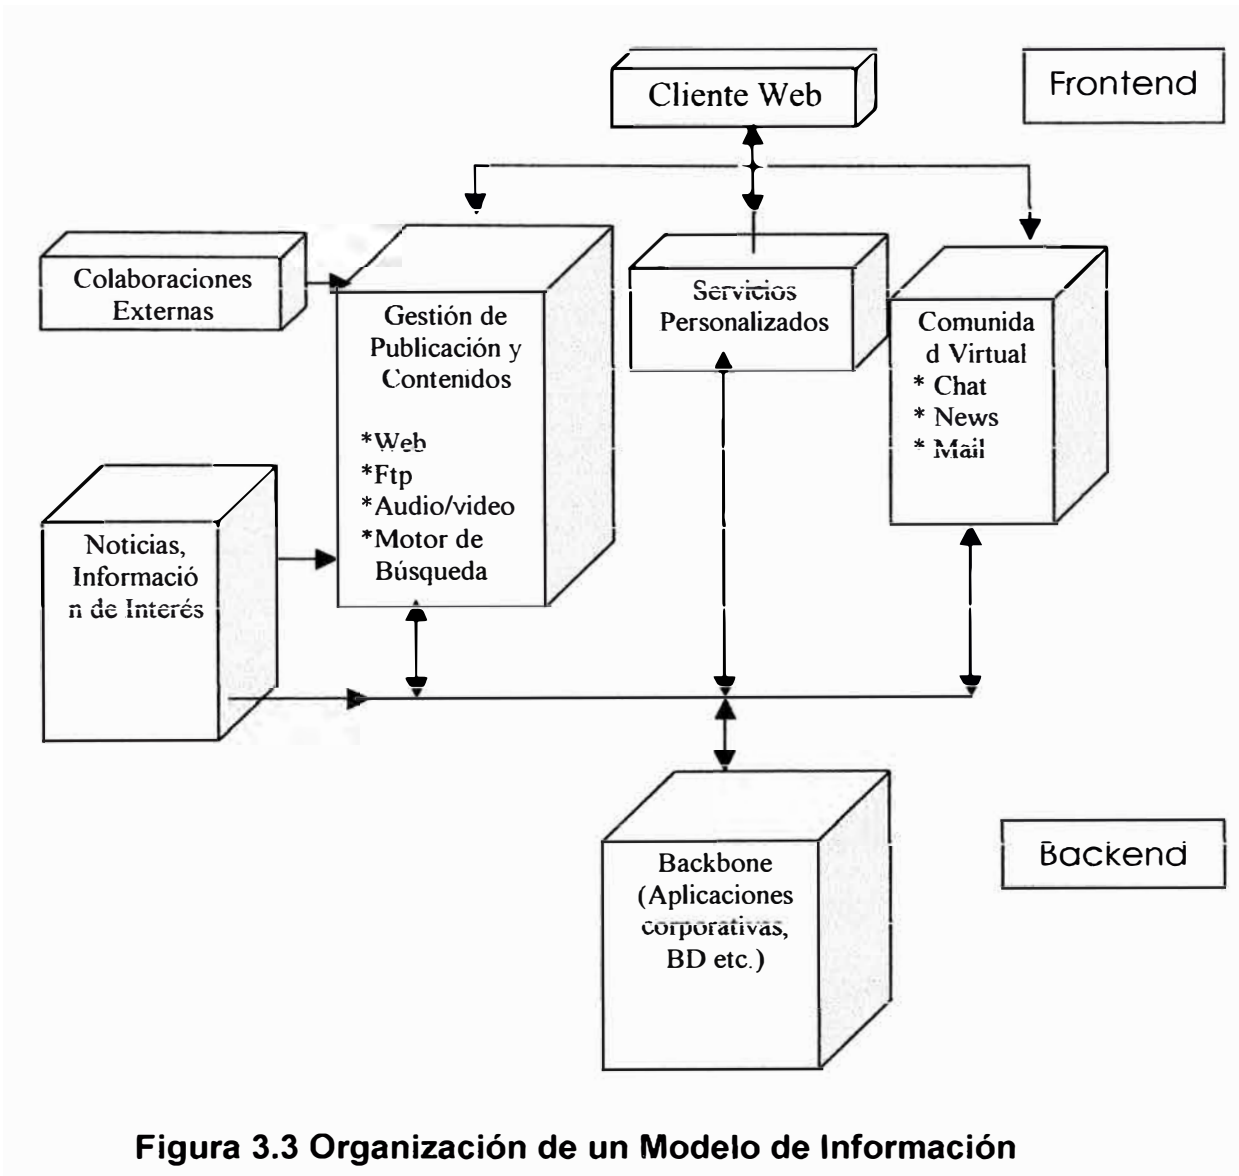 Cliente Web
Frontend
Colaboraciones
Externas
Gestión de
Publicación y
Contenidos
*Web
*Ftp
*Audio/video
*Motor de
Búsqueda
Servicios
Personalizados
Comunida
d Virtual
* Chat
* News
* Mail
Noticias,
Informació
n de Interés
Backbone
(Aplicaciones
corporativas,
BD etc.)
Backend
Figura 3.3 Organización de un Modelo de Información